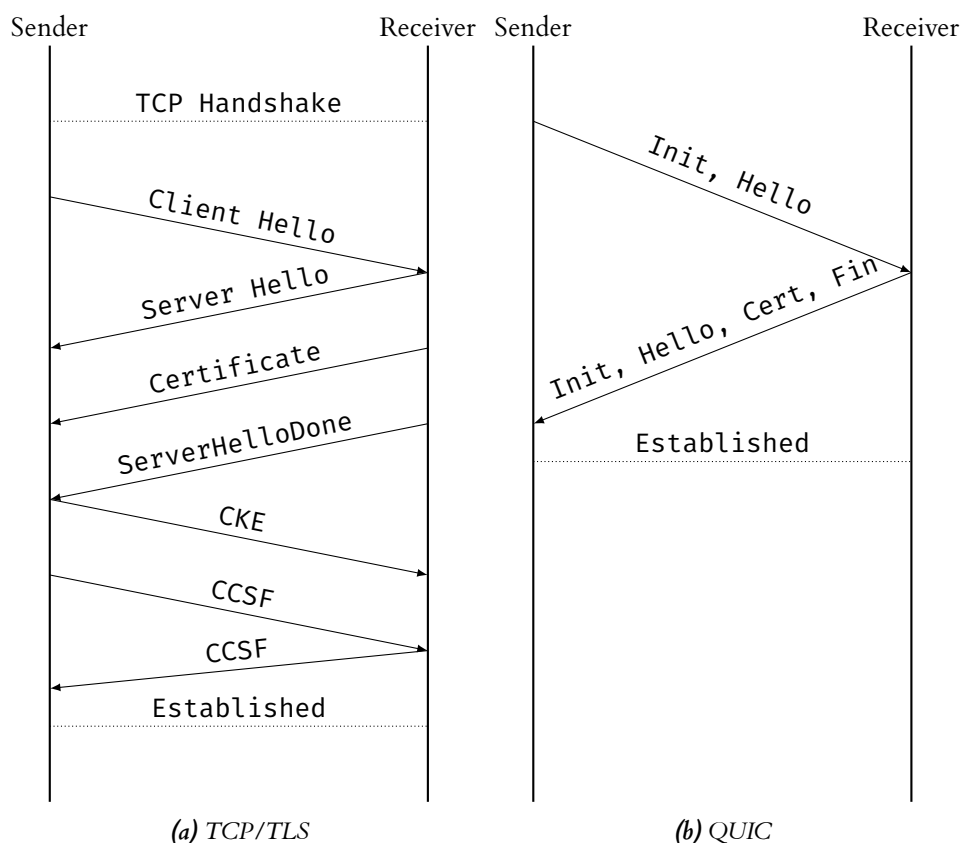 Sender
Receiver
TCP Handshake
Client Hello
Server Hello
Certificate
ServerHelloDone
CKE
CCSF
CCSF
Established
(a) TCP/TLS
Sender
Receiver
Init, Hello
Init, Hello, Cert, Fin
Established
(b) QUIC